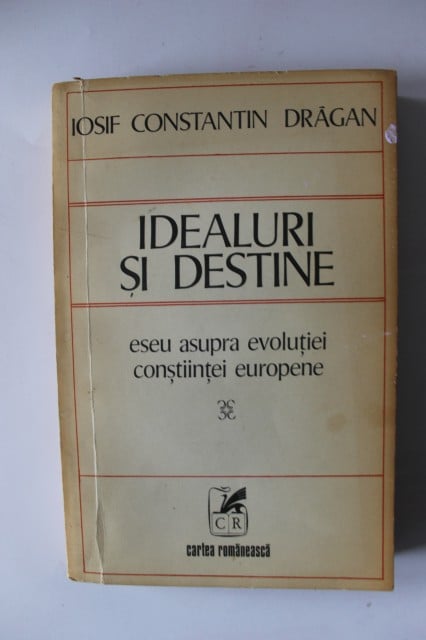 IOSIF CONSTANTIN DRĂGAN
IDEALURI
ȘI DESTINE
eseu asupra evoluției
conștiinței europene
CR
cartea românească